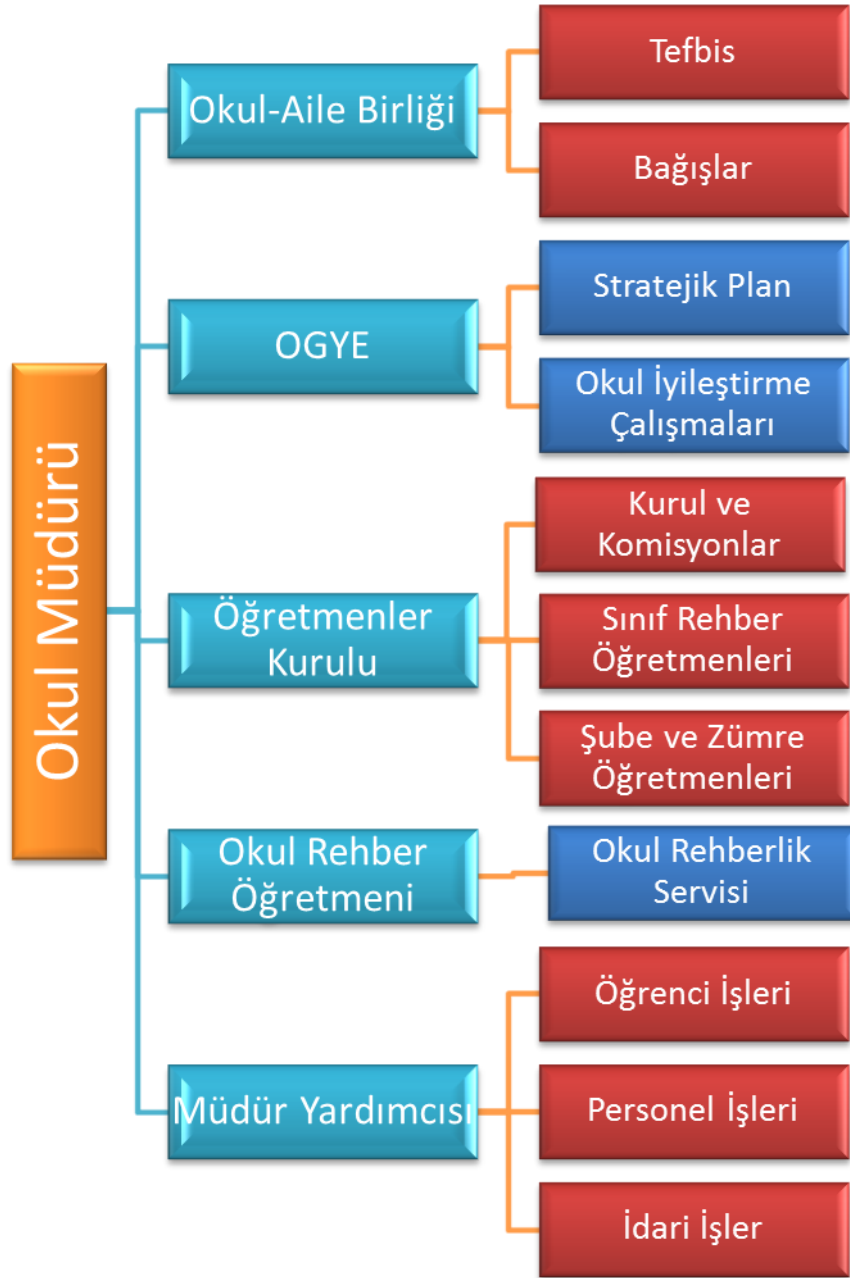 Okul Müdürü
Okul-Aile Birliği
Tefbis
Bağışlar
OGYE
Stratejik Plan
Okul İyileştirme
Çalışmaları
Öğretmenler
Kurulu
Kurul ve
Komisyonlar
Sınıf Rehber
Öğretmenleri
Şube ve Zümre
Öğretmenleri
Okul Rehber
Öğretmeni
Okul Rehberlik
Servisi
Müdür Yardımcısı
Öğrenci İşleri
Personel İşleri
İdari İşler